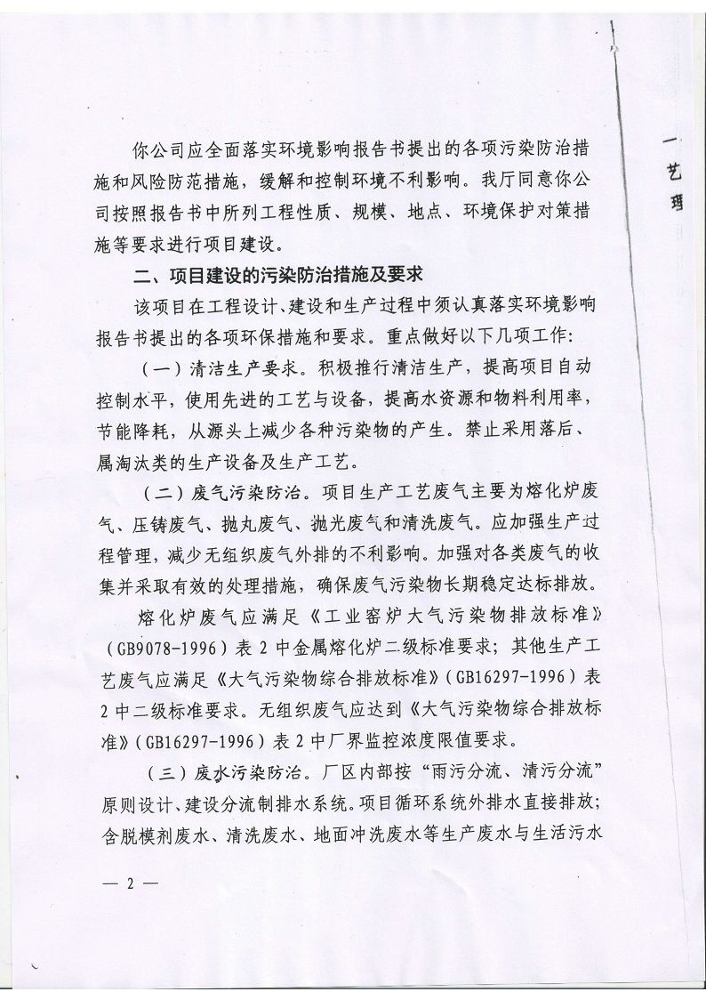 你公司应全面落实环境影响报告书提出的各项污染防治措
施和风险防范措施，缓解和控制环境不利影响。我厅同意你公
司按照报告书中所列工程性质、规模、地点、环境保护对策措
施等要求进行项目建设。
二、项目建设的污染防治措施及要求
该项目在工程设计、建设和生产过程中须认真落实环境影响
报告书提出的各项环保措施和要求。重点做好以下几项工作：
（一）清洁生产要求。积极推行清洁生产，提高项目自动
控制水平，使用先进的工艺与设备，提高水资源和物料利用率，
节能降耗，从源头上减少各种污染物的产生。禁止采用落后、
属淘汰类的生产设备及生产工艺。
（二）废气污染防治。项目生产工艺废气主要为熔化炉废
气、压铸废气、抛丸废气、抛光废气和清洗废气。应加强生产过
程管理，减少无组织废气外排的不利影响。加强对各类废气的收
集并采取有效的处理措施，确保废气污染物长期稳定达标排放。
熔化炉废气应满足《工业窑炉大气污染物排放标准》
（GB9078-1996）表2中金属熔化炉二级标准要求；其他生产工
艺废气应满足《大气污染物综合排放标准》（GB16297-1996）表
2中二级标准要求。无组织废气应达到《大气污染物综合排放标
准》（GB16297-1996）表2中厂界监控浓度限值要求。
（三）废水污染防治。厂区内部按“雨污分流、清污分流”
原则设计、建设分流制排水系统。项目循环系统外排水直接排放；
含脱模剂废水、清洗废水、地面冲洗废水等生产废水与生活污水
— 2 —
一
艺
理